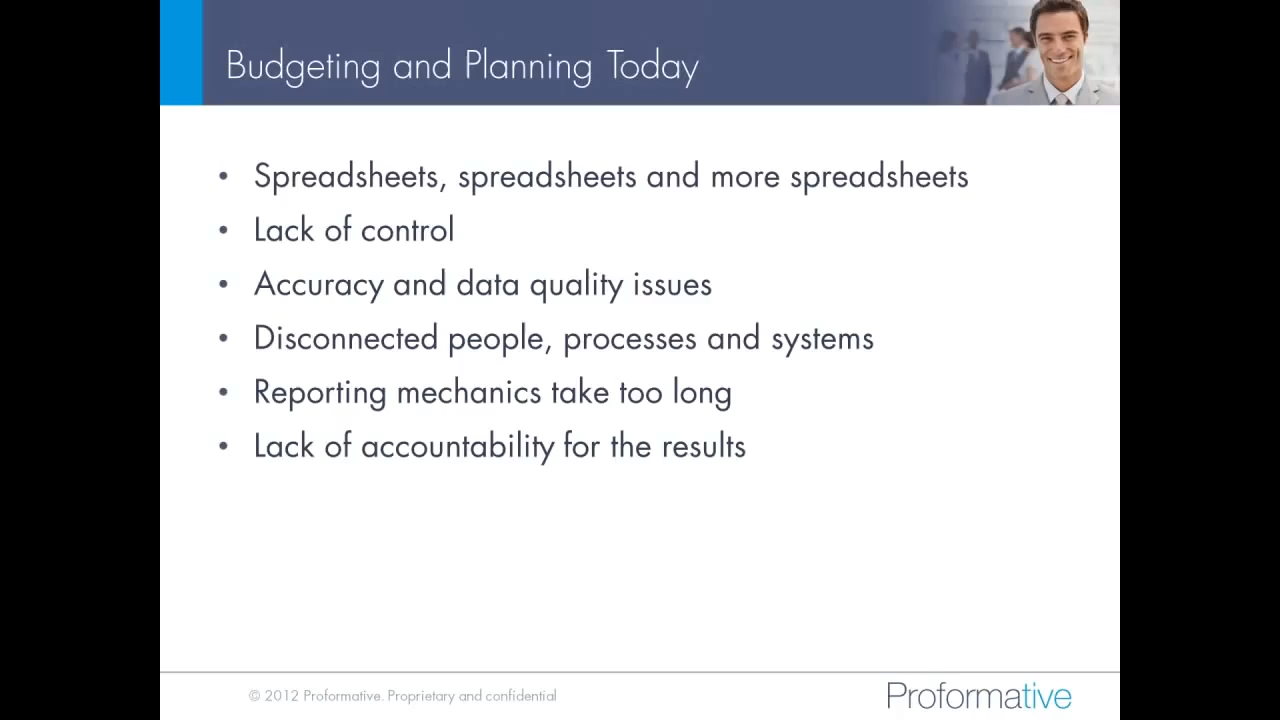 Budgeting and Planning Today
• Spreadsheets, spreadsheets and more spreadsheets
• Lack of control
• Accuracy and data quality issues
• Disconnected people, processes and systems
• Reporting mechanics take too long
• Lack of accountability for the results
© 2012 Proformative. Proprietary and confidential
Proformative